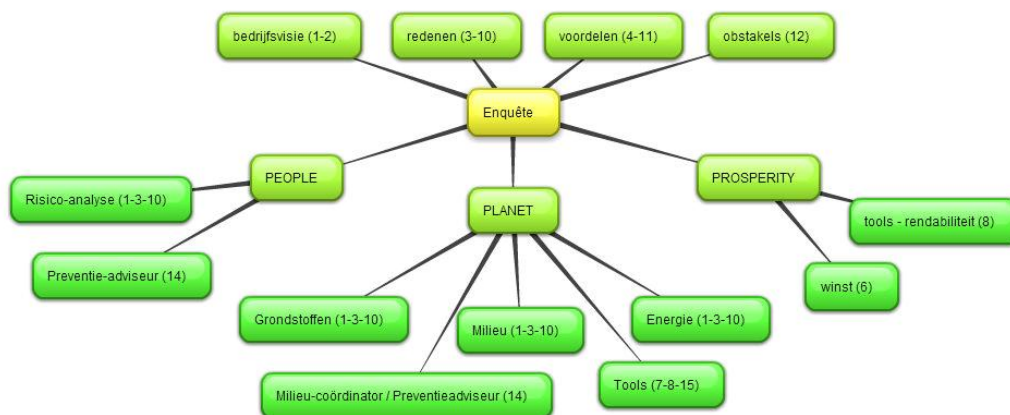 bedrijfsvisie (1-2)
redenen (3-10)
voordelen (4-11)
obstakels (12)
Enquête
PEOPLE
PROSPERITY
Risico-analyse (1-3-10)
PLANET
tools - rendabiliteit (8)
Preventie-adviseur (14)
winst (6)
Grondstoffen (1-3-10)
Milieu (1-3-10)
Energie (1-3-10)
Milieu-coördinator / Preventieadviseur (14)
Tools (7-8-15)